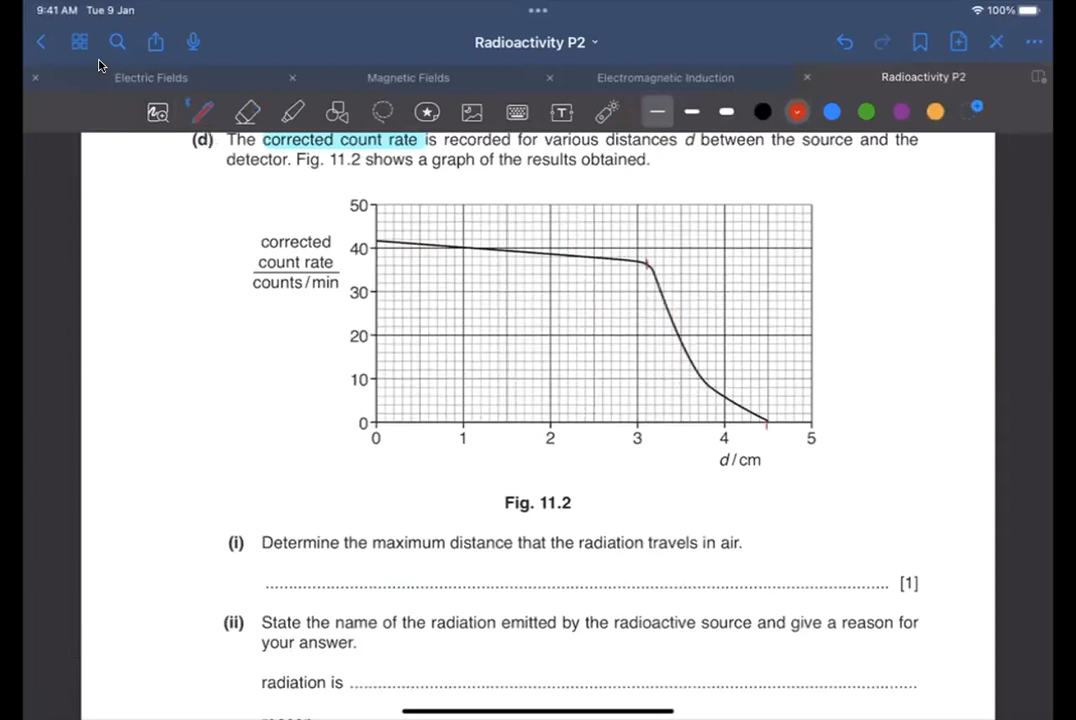 9:41 AM Tue 9 Jan
100%
Radioactivity P2
Electric Fields
Magnetic Fields
Electromagnetic Induction
Radioactivity P2
(d) The corrected count rate is recorded for various distances d between the source and the
detector. Fig. 11.2 shows a graph of the results obtained.
50
40
30
20
10
0
corrected
count rate
counts / min
0 1 2 3 4 5
d / cm
Fig. 11.2
(i) Determine the maximum distance that the radiation travels in air.
[1]
(ii) State the name of the radiation emitted by the radioactive source and give a reason for
your answer.
radiation is